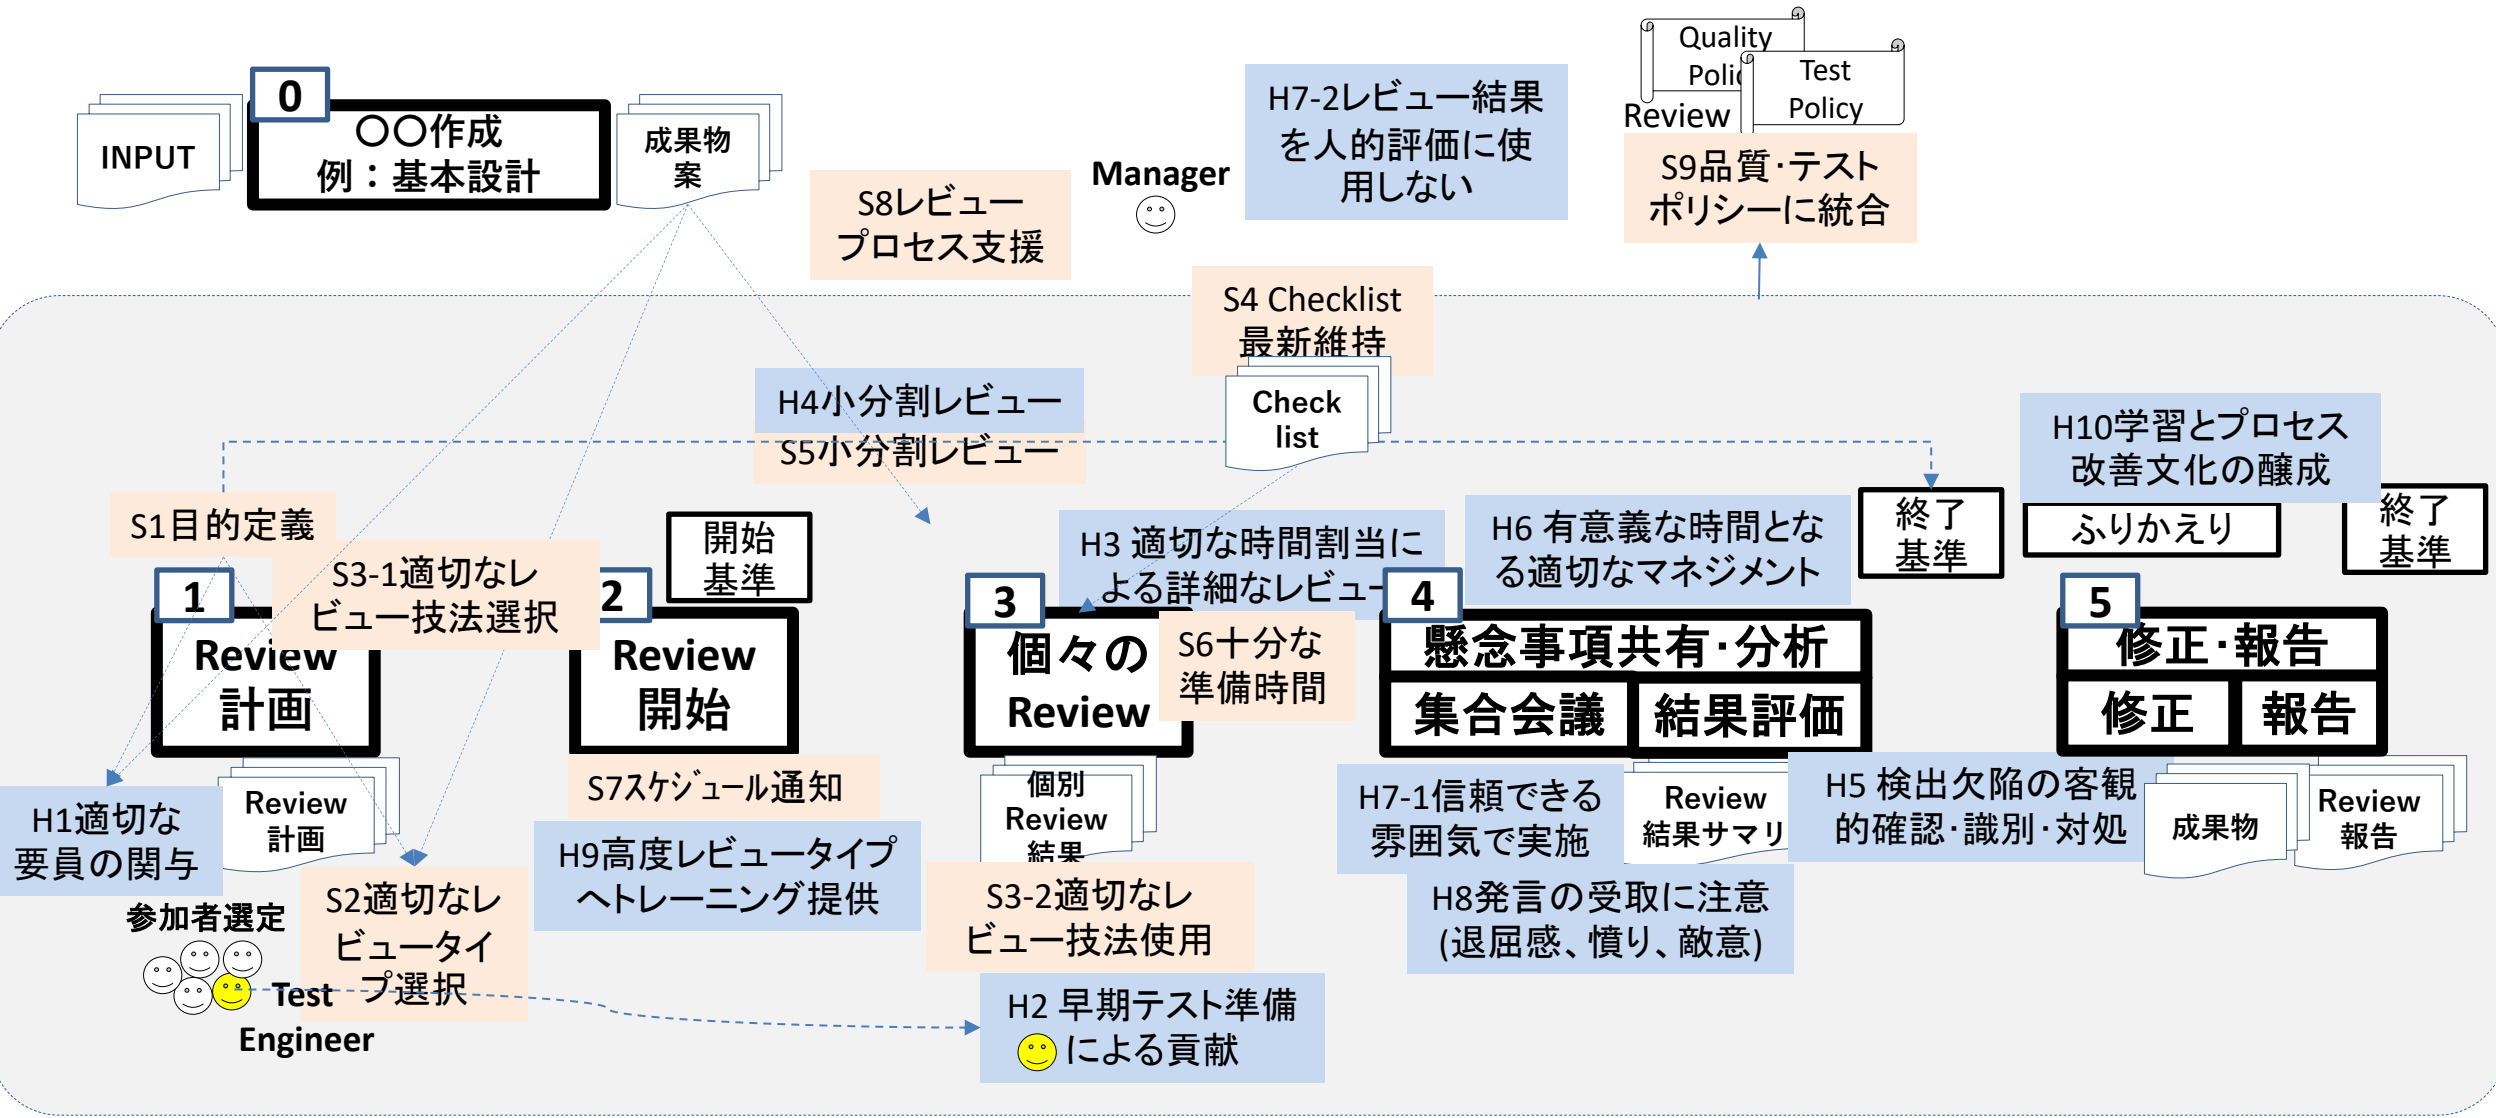 0
〇〇作成
例：基本設計
INPUT
成果物
案
S8レビュー
プロセス支援
Manager
H7-2レビュー結果
を人的評価に使
用しない
Quality
Test
Policy
Review
S9品質・テスト
ポリシーに統合
S4 Checklist
最新維持
Check
list
H4小分割レビュー
S5小分割レビュー
S1目的定義
S3-1適切なレ
ビュー技法選択
開始
基準
H3 適切な時間割当に
よる詳細なレビュー
H6 有意義な時間とな
る適切なマネジメント
終了
基準
H10学習とプロセス
改善文化の醸成
ふりかえり
終了
基準
1
Review
計画
2
Review
開始
3
個々の
Review
S6十分な
準備時間
4
懸念事項共有・分析
集合会議
結果評価
5
修正・報告
修正
報告
H1適切な
要員の関与
Review
計画
S7スケジュール通知
H9高度レビュータイプ
へトレーニング提供
個別
Review
結果
S3-2適切なレ
ビュー技法使用
H7-1信頼できる
雰囲気で実施
Review
結果サマリ
H8発言の受取に注意
(退屈感、憤り、敵意)
H5 検出欠陥の客観
的確認・識別・対処
成果物
Review
報告
参加者選定
Test
Engineer
S2適切なレ
ビュータイ
プ選択
H2 早期テスト準備
による貢献